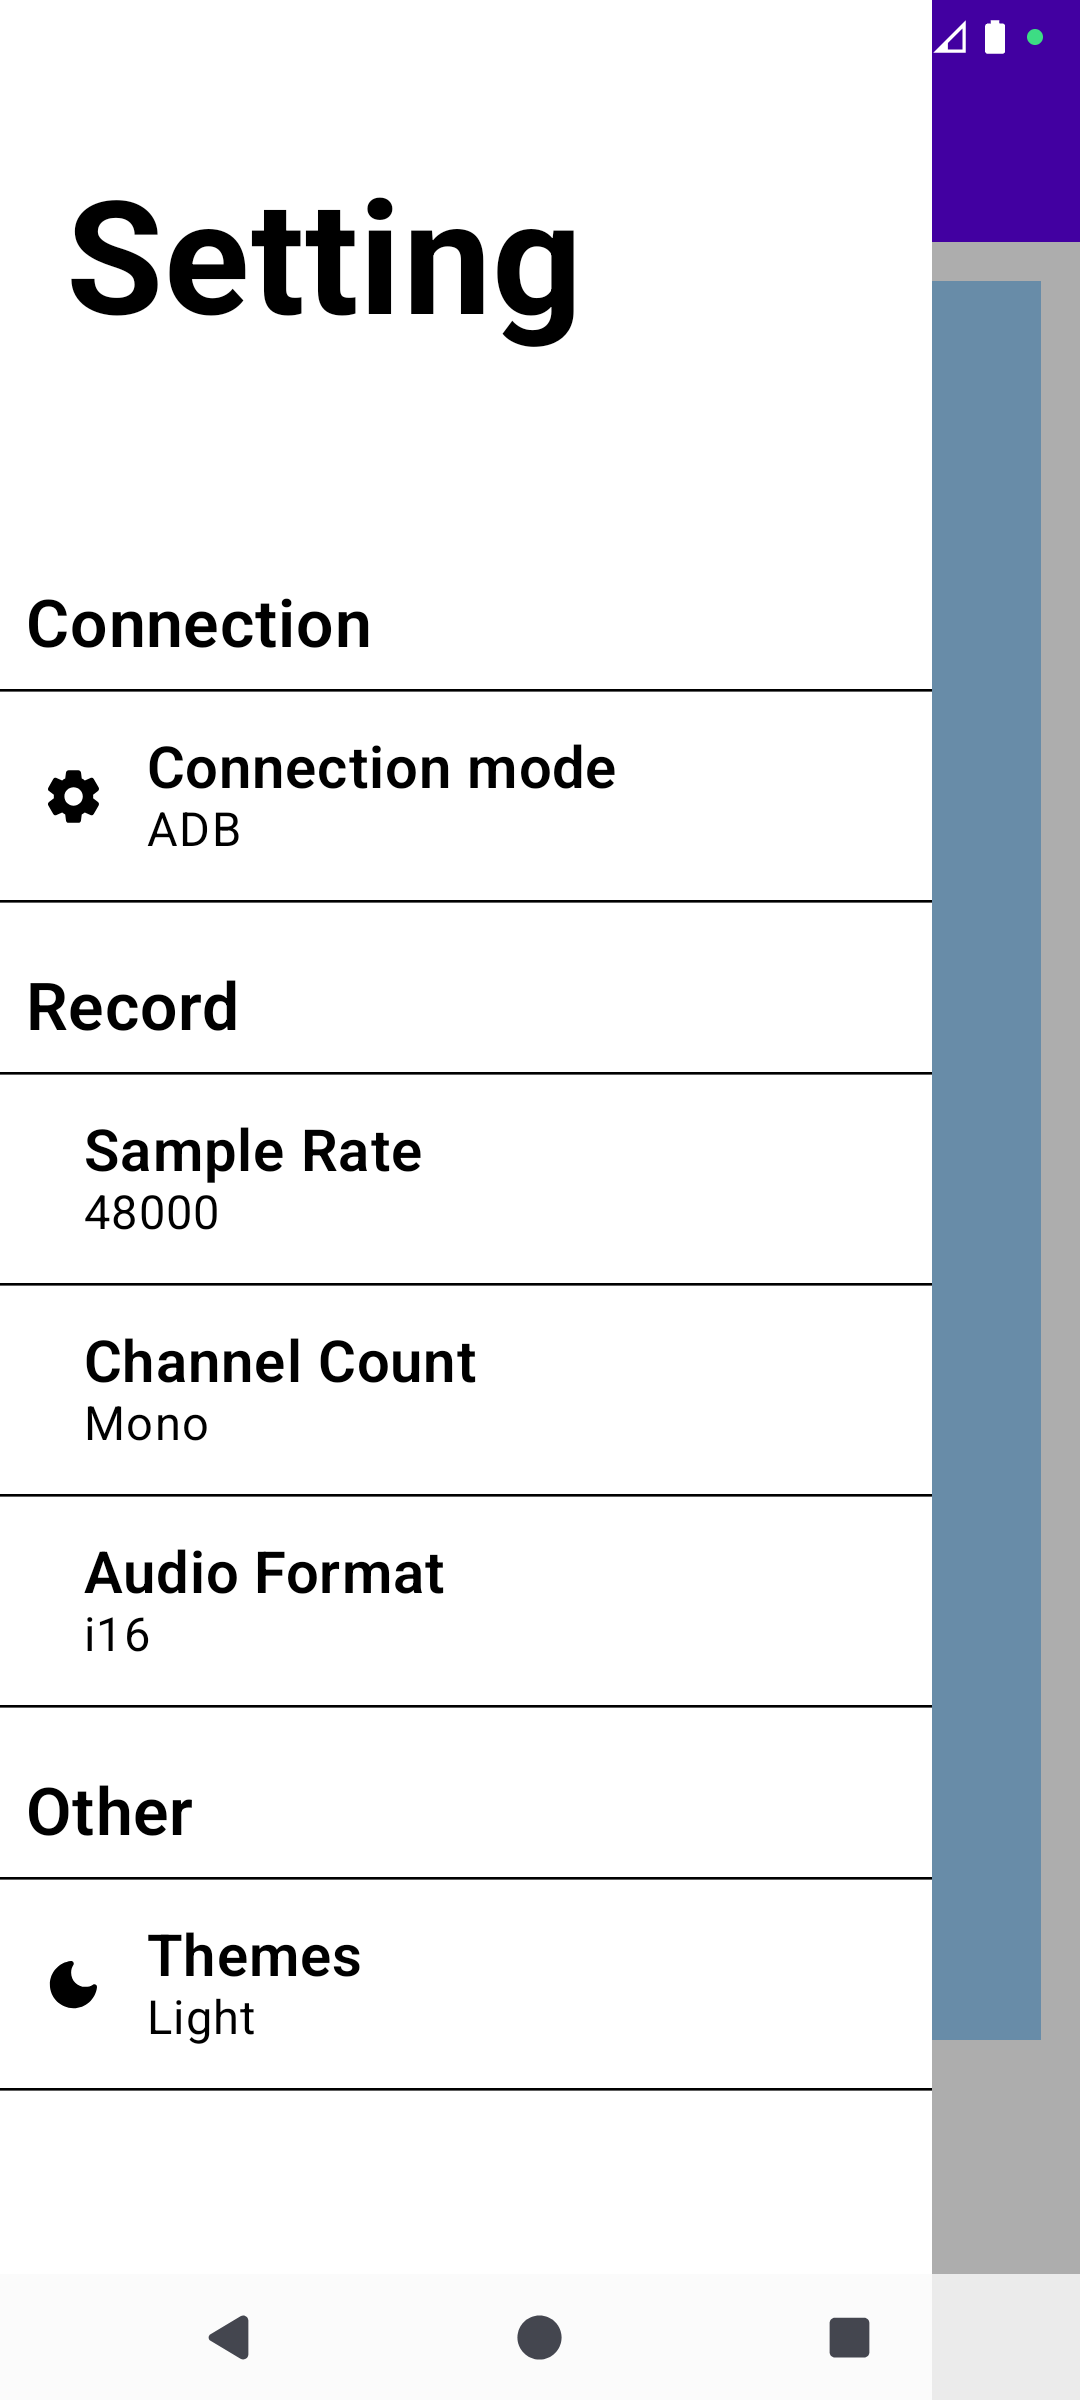 Setting
Connection
Connection mode
ADB
Record
Sample Rate
48000
Channel Count
Mono
Audio Format
i16
Other
Themes
Light